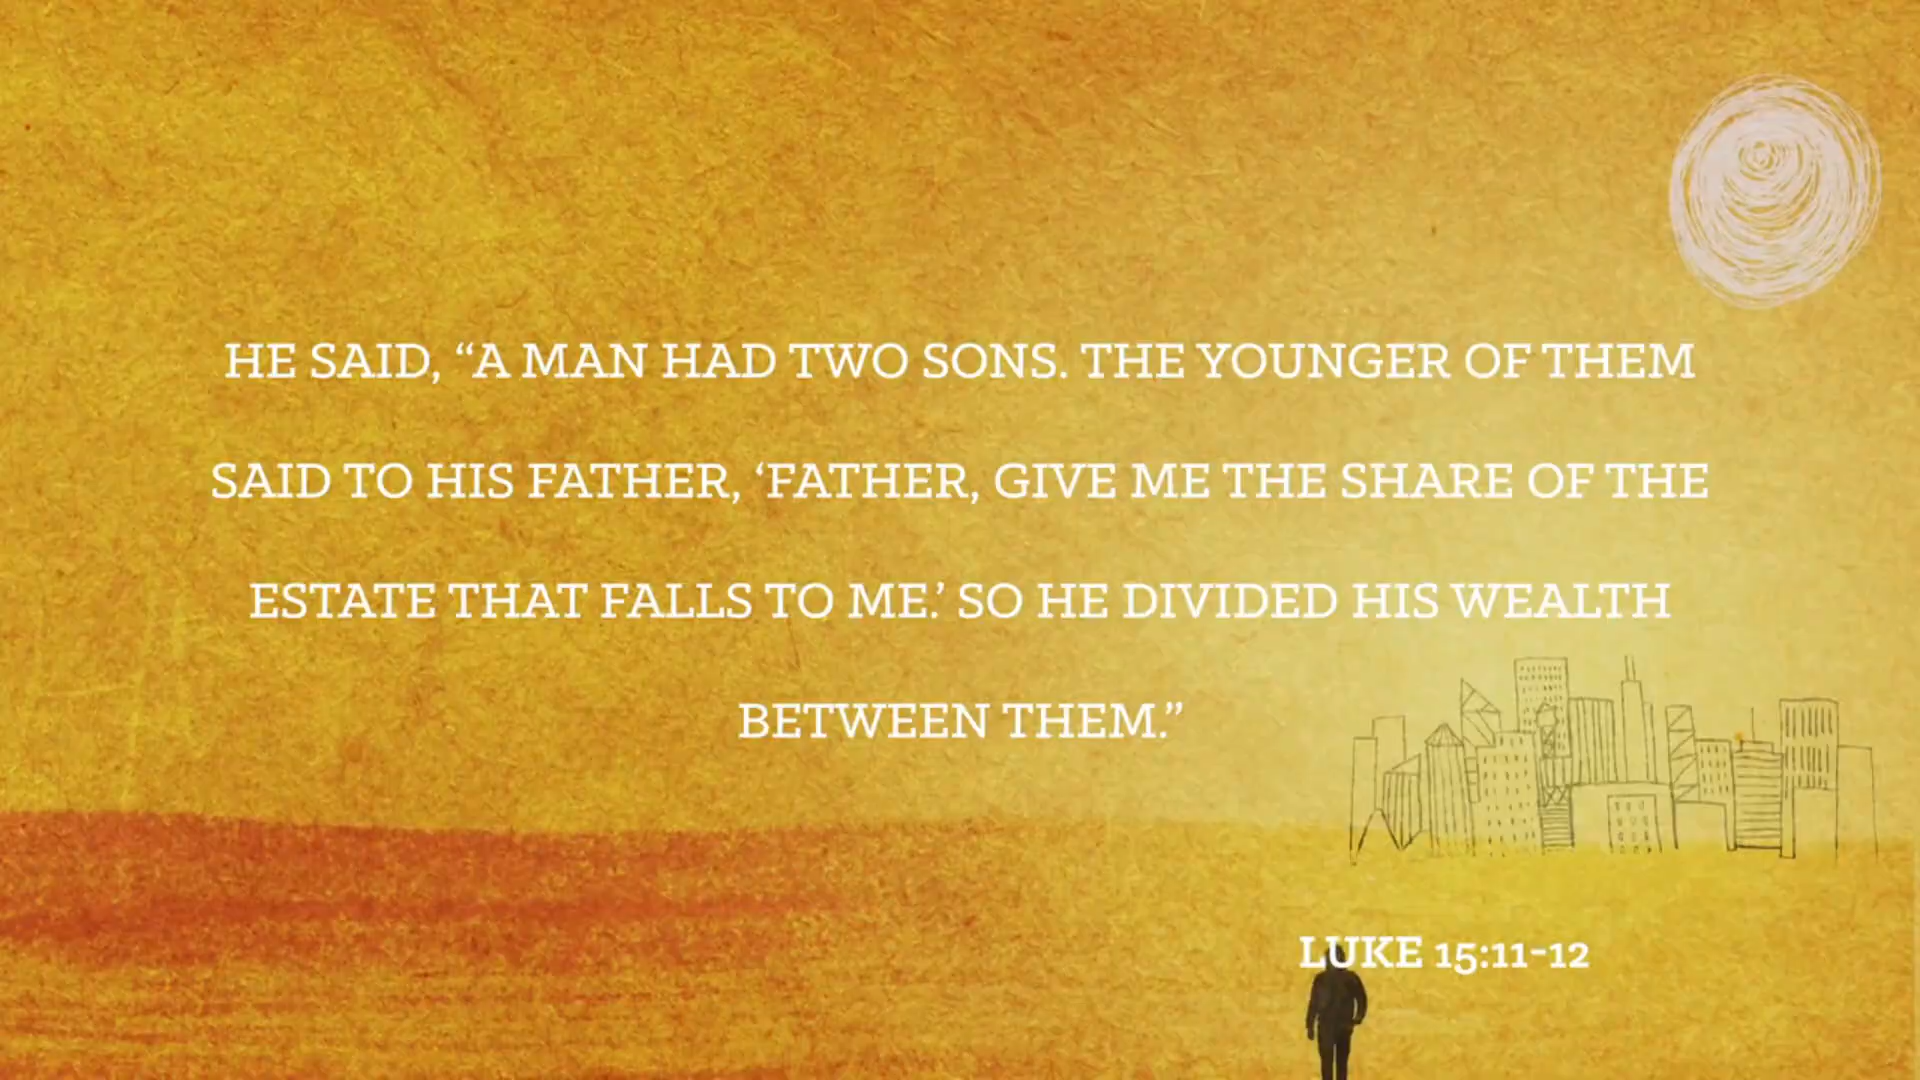 HE SAID, “A MAN HAD TWO SONS. THE YOUNGER OF THEM
SAID TO HIS FATHER, ‘FATHER, GIVE ME THE SHARE OF THE
ESTATE THAT FALLS TO ME.’ SO HE DIVIDED HIS WEALTH
BETWEEN THEM.”
LUKE 15:11-12